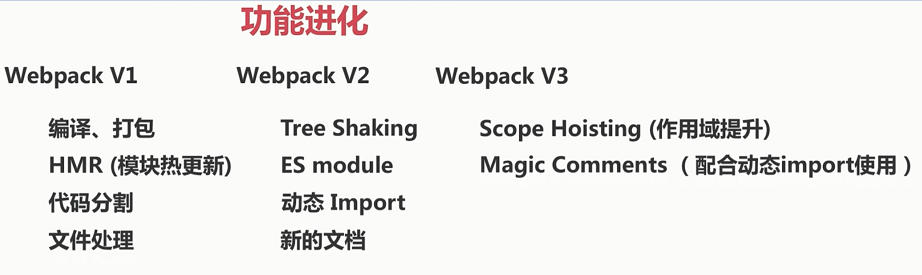 功能进化
Webpack V1
Webpack V2
Webpack V3
编译、打包
Tree Shaking
Scope Hoisting (作用域提升)
HMR (模块热更新)
ES module
Magic Comments （配合动态import使用）
代码分割
动态 Import
文件处理
新的文档